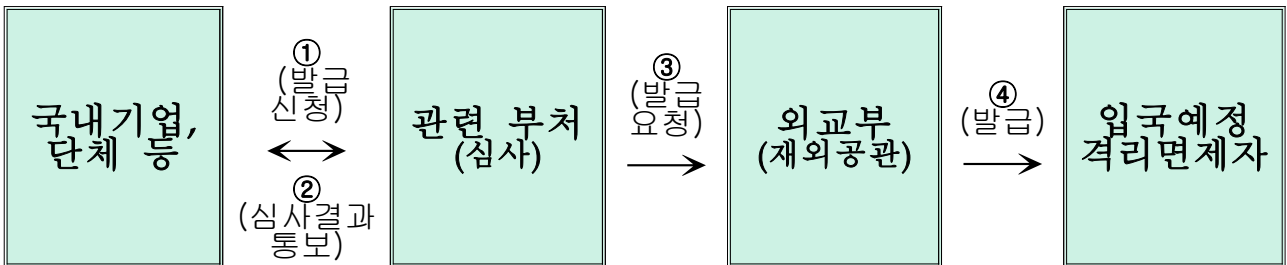 국내기업,
단체 등
①
(발급
신청)
②
(심사결과
통보)
관련 부처
(심사)
③
(발급
요청)
외교부
(재외공관)
④
(발급)
입국예정
격리면제자